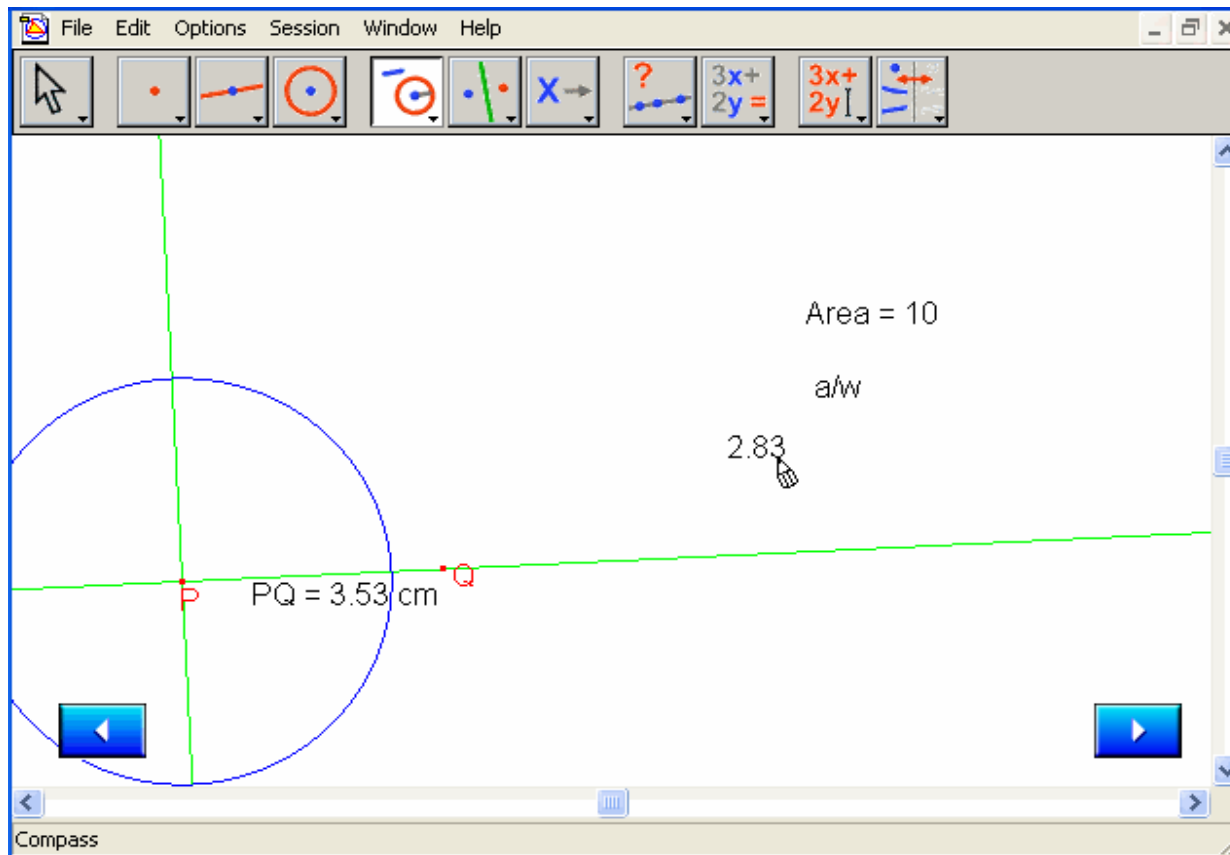 File Edit Options Session Window Help
? 3x+ 3x+
X 2y = 2y
Area = 10
a/w
2.83
Q
P PQ = 3.53 cm
Compass